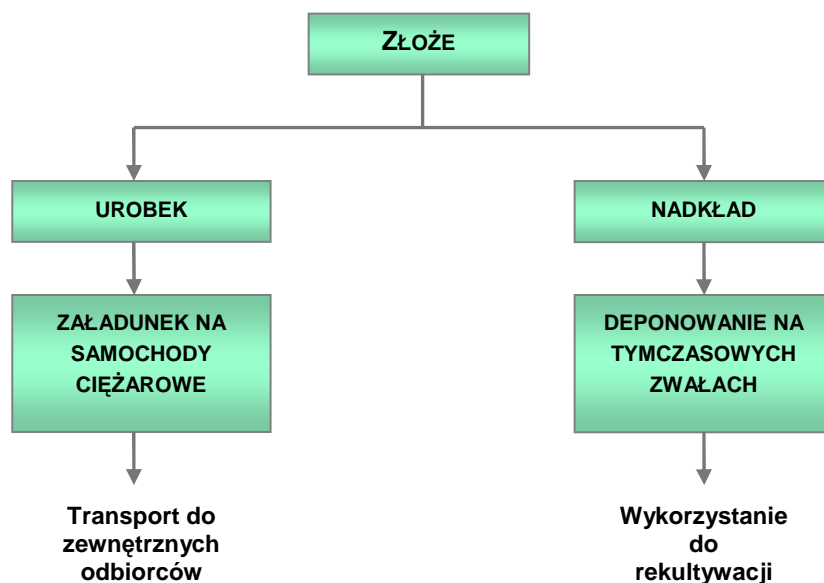 ZŁOŻE
UROBEK
NADKŁAD
ZAŁADUNEK NA
SAMOCHODY
CIĘŻAROWE
DEPONOWANIE NA
TYMCZASOWYCH
ZWAŁACH
Transport do
zewnętrznych
odbiorców
Wykorzystanie
do
rekultywacji